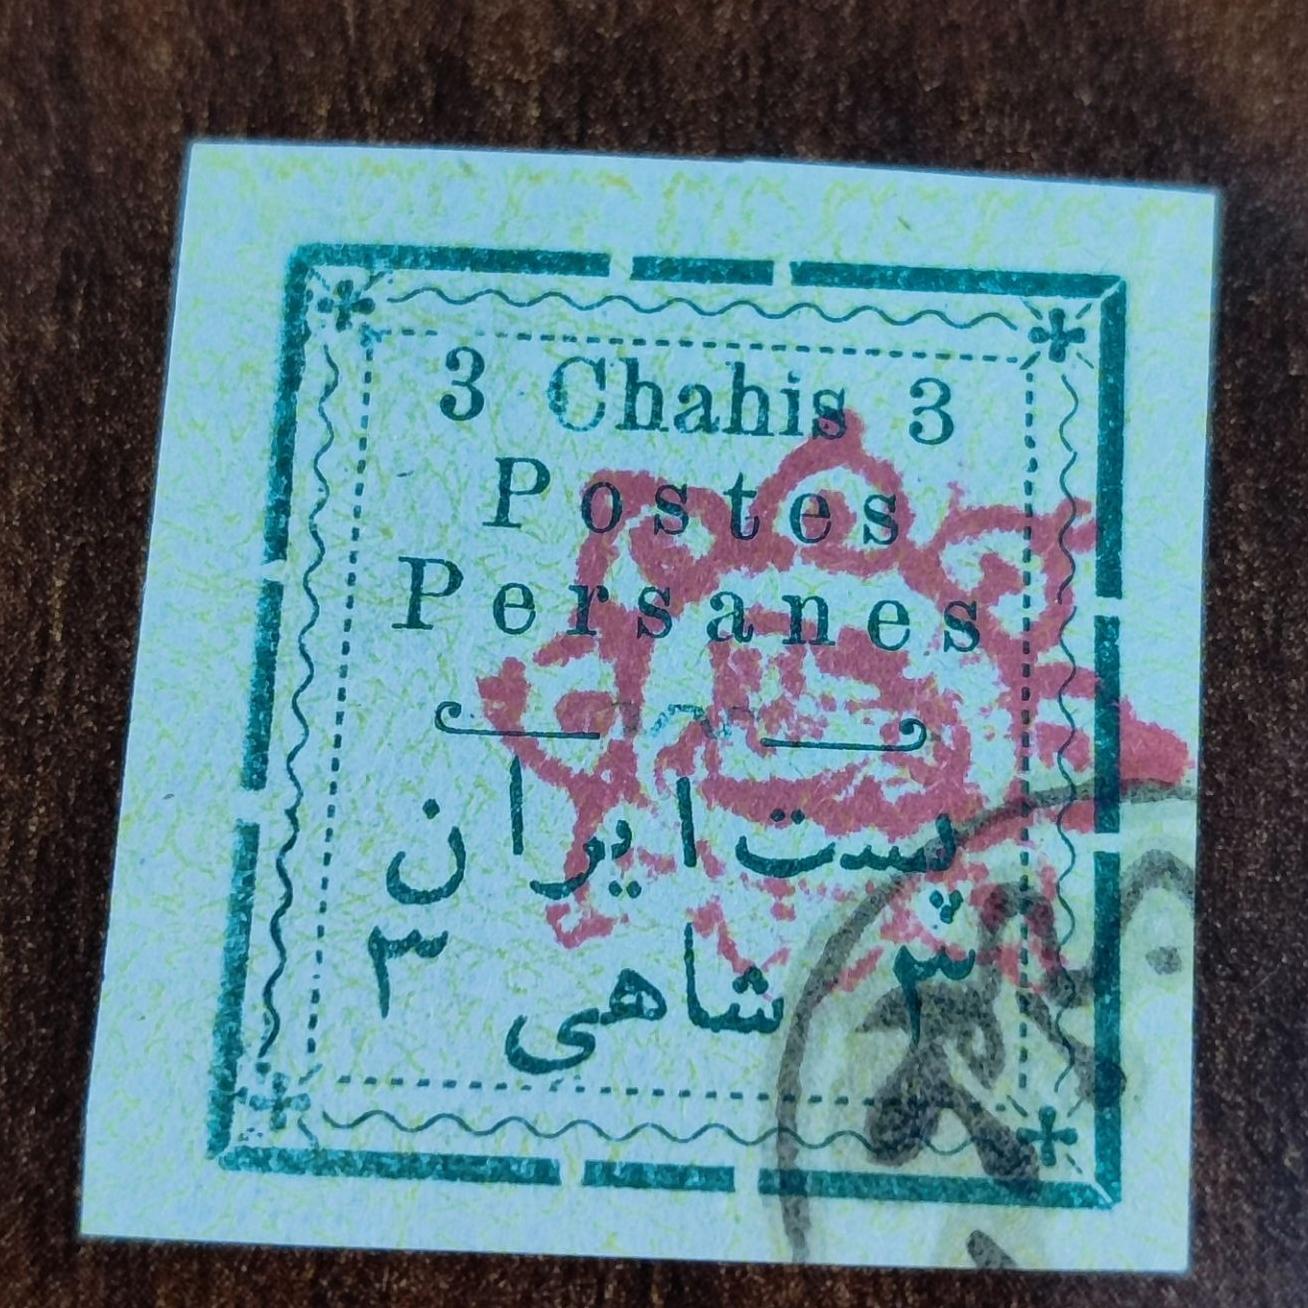 3 Chahis 3
Postes
Persanes
پست ایران
۳ شاهی ۳